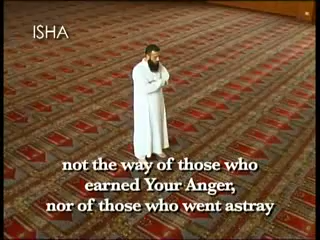 ISHA
not the way of those who
earned Your Anger,
nor of those who went astray